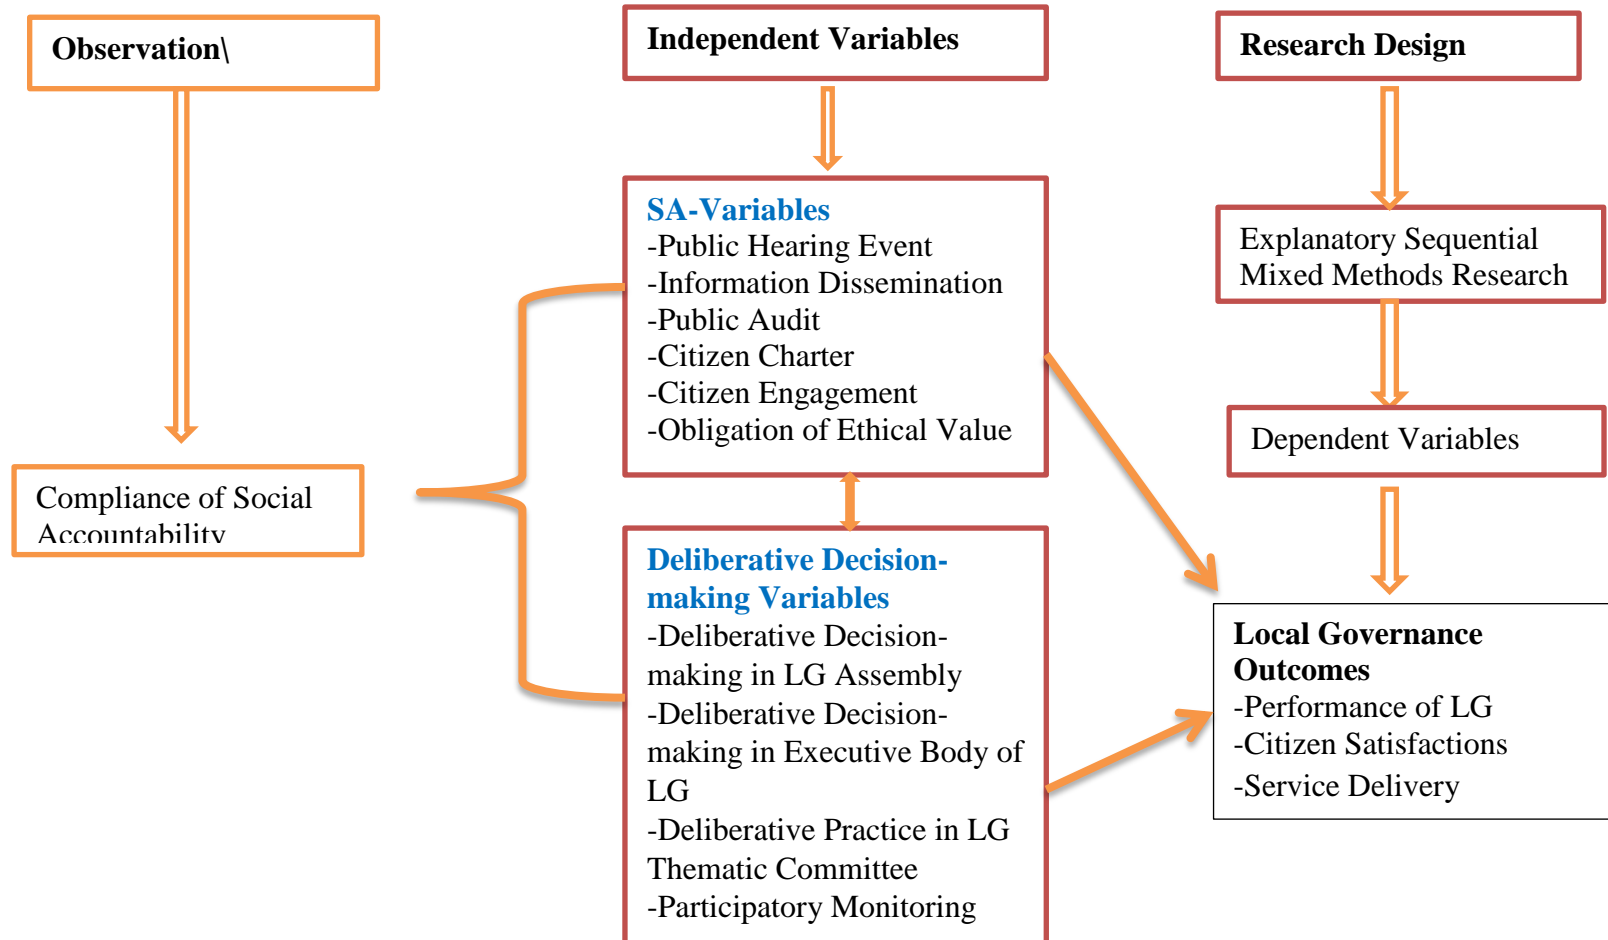 Observation\
Compliance of Social
Accountability
Independent Variables
SA-Variables
-Public Hearing Event
-Information Dissemination
-Public Audit
-Citizen Charter
-Citizen Engagement
-Obligation of Ethical Value
Deliberative Decision-
making Variables
-Deliberative Decision-
making in LG Assembly
-Deliberative Decision-
making in Executive Body of
LG
-Deliberative Practice in LG
Thematic Committee
-Participatory Monitoring
Research Design
Explanatory Sequential
Mixed Methods Research
Dependent Variables
Local Governance
Outcomes
-Performance of LG
-Citizen Satisfactions
-Service Delivery